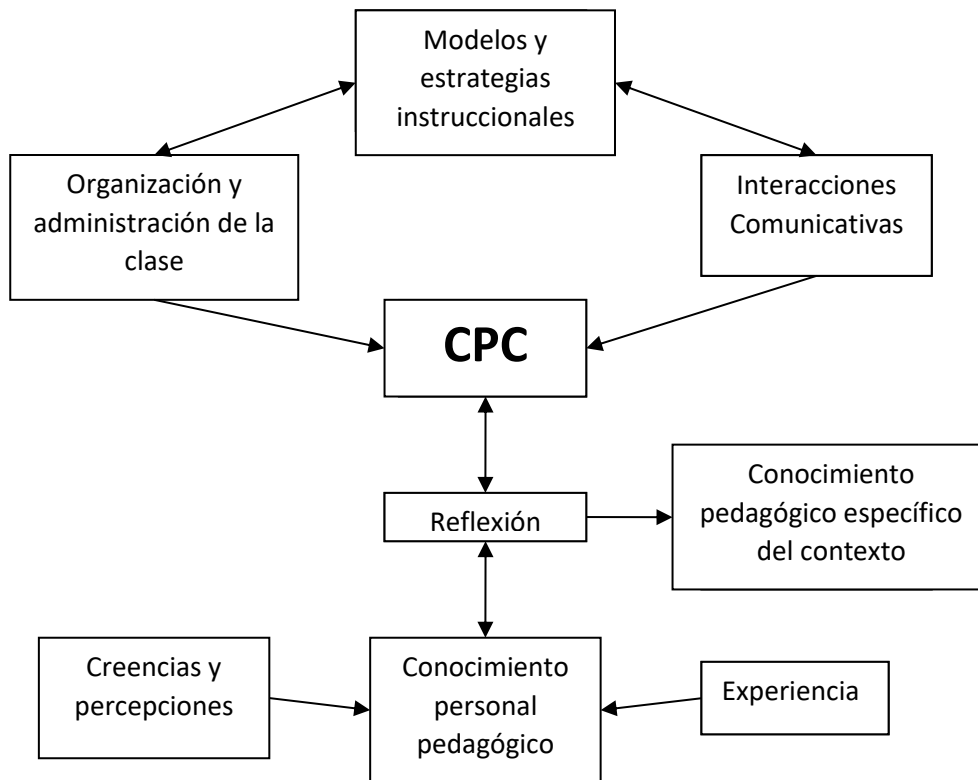 Modelos y
estrategias
instruccionales
Organización y
administración de la
clase
Interacciones
Comunicativas
CPC
Conocimiento
pedagógico específico
del contexto
Reflexión
Creencias y
percepciones
Conocimiento
personal
pedagógico
Experiencia